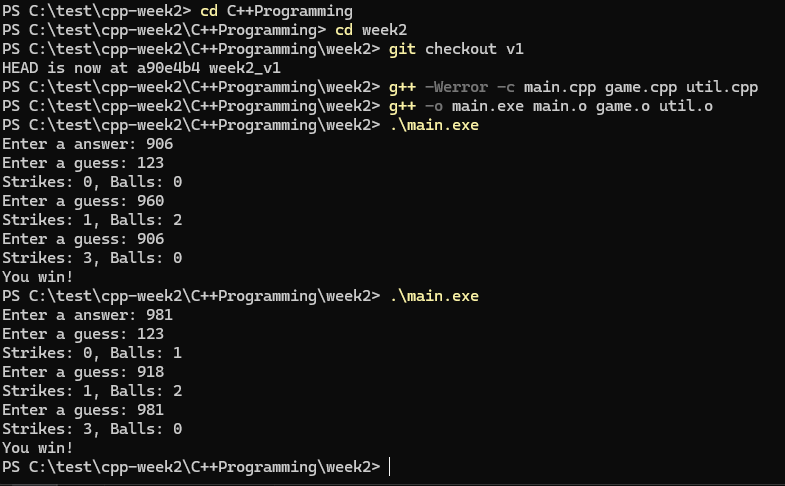 PS C:\test\cpp-week2> cd C++Programming
PS C:\test\cpp-week2\C++Programming> cd week2
PS C:\test\cpp-week2\C++Programming\week2> git checkout v1
HEAD is now at a90e4b4 week2_v1
PS C:\test\cpp-week2\C++Programming\week2> g++ -Werror -c main.cpp game.cpp util.cpp
PS C:\test\cpp-week2\C++Programming\week2> g++ -o main.exe main.o game.o util.o
PS C:\test\cpp-week2\C++Programming\week2> .\main.exe
Enter a answer: 906
Enter a guess: 123
Strikes: 0, Balls: 0
Enter a guess: 960
Strikes: 1, Balls: 2
Enter a guess: 906
Strikes: 3, Balls: 0
You win!
PS C:\test\cpp-week2\C++Programming\week2> .\main.exe
Enter a answer: 981
Enter a guess: 123
Strikes: 0, Balls: 1
Enter a guess: 918
Strikes: 1, Balls: 2
Enter a guess: 981
Strikes: 3, Balls: 0
You win!
PS C:\test\cpp-week2\C++Programming\week2>